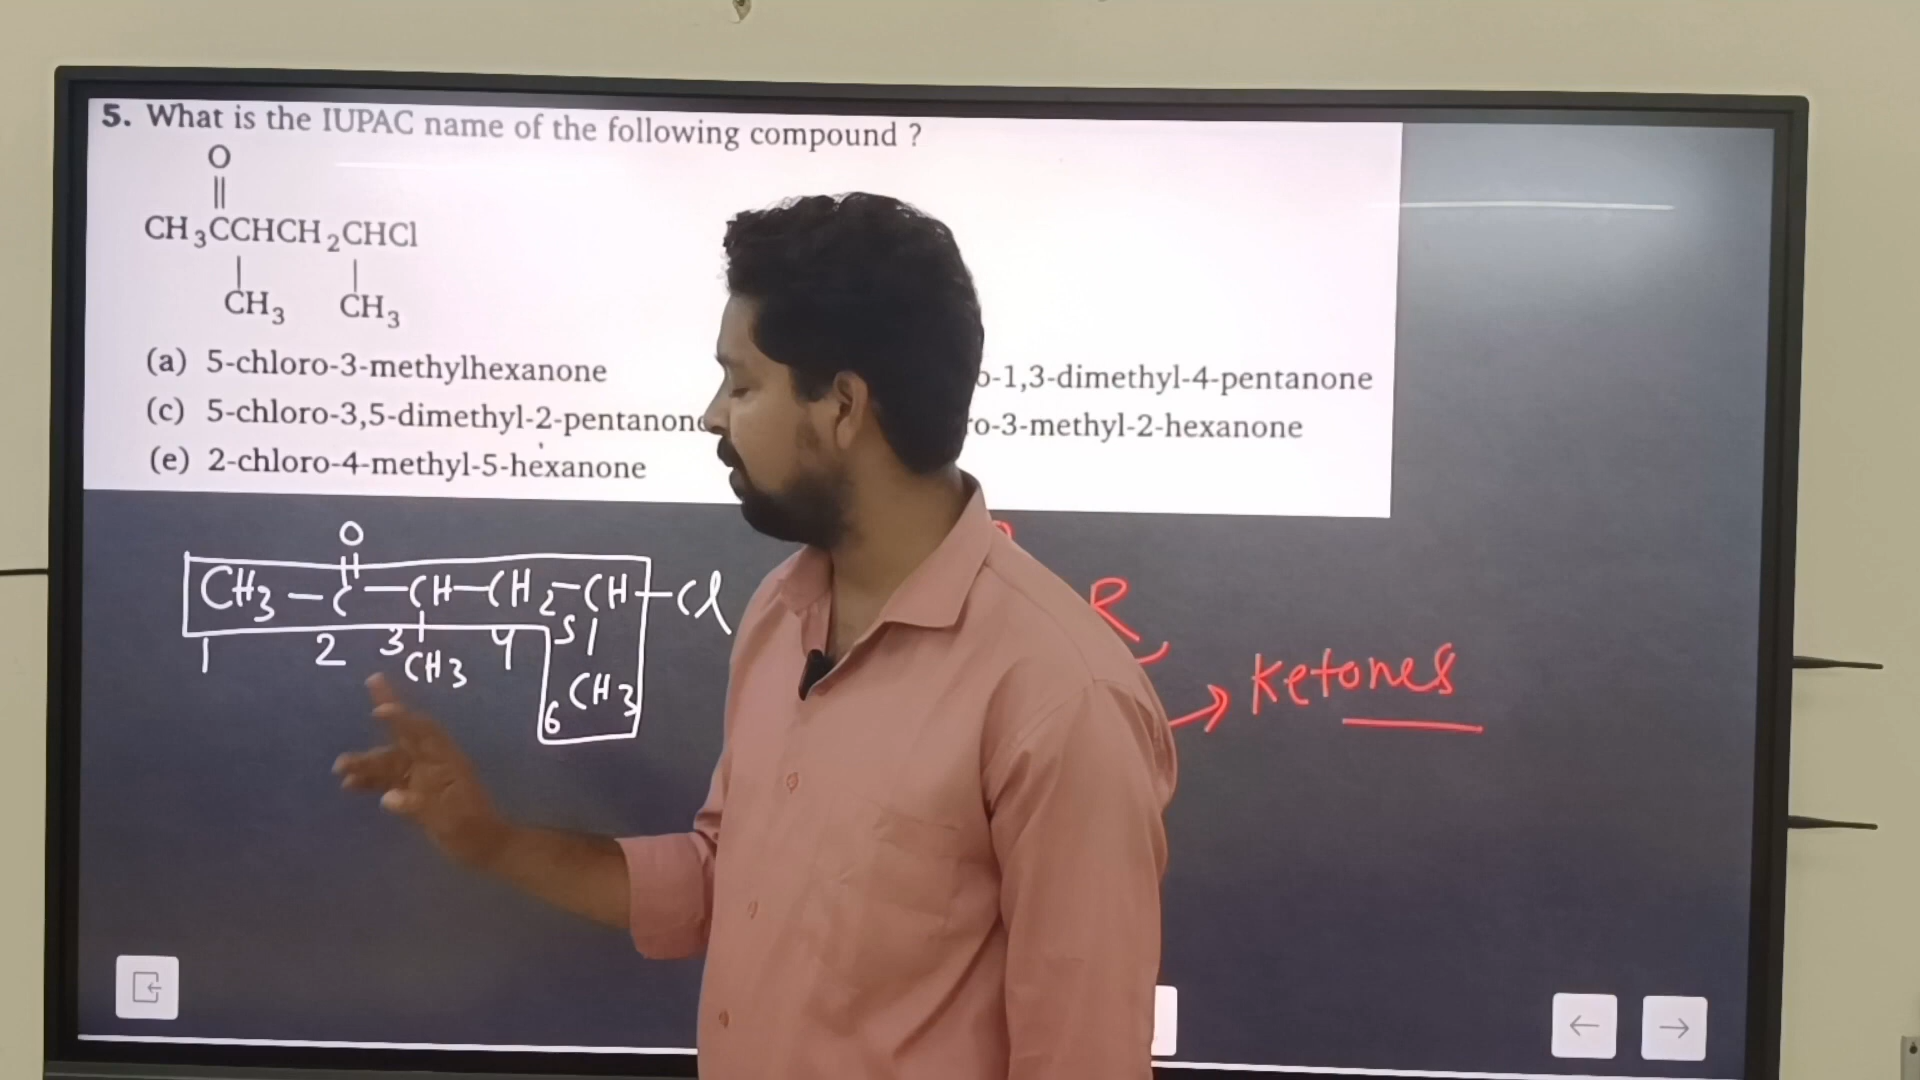 5. What is the IUPAC name of the following compound ?
O
||
CH3CCHCH2CHCl
| |
CH3 CH3
(a) 5-chloro-3-methylhexanone
-1,3-dimethyl-4-pentanone
(c) 5-chloro-3,5-dimethyl-2-pentanone
-3-methyl-2-hexanone
(e) 2-chloro-4-methyl-5-hexanone
O
||
CH3-C-CH-CH2-CH-Cl
1 2 3 CH3 4 5
6 CH3
R
→ Ketones